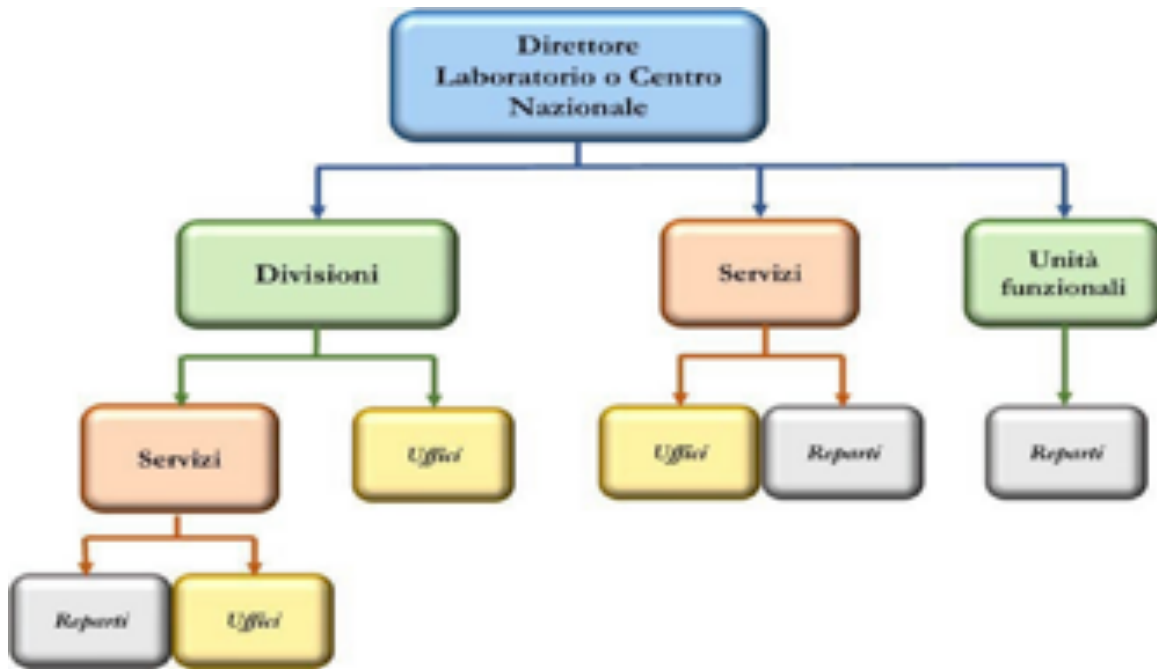 Direttore
Laboratorio o Centro
Nazionale
Divisioni
Servizi
Unità
funzionali
Servizi
Uffici
Uffici
Reparti
Reparti
Reparti
Uffici